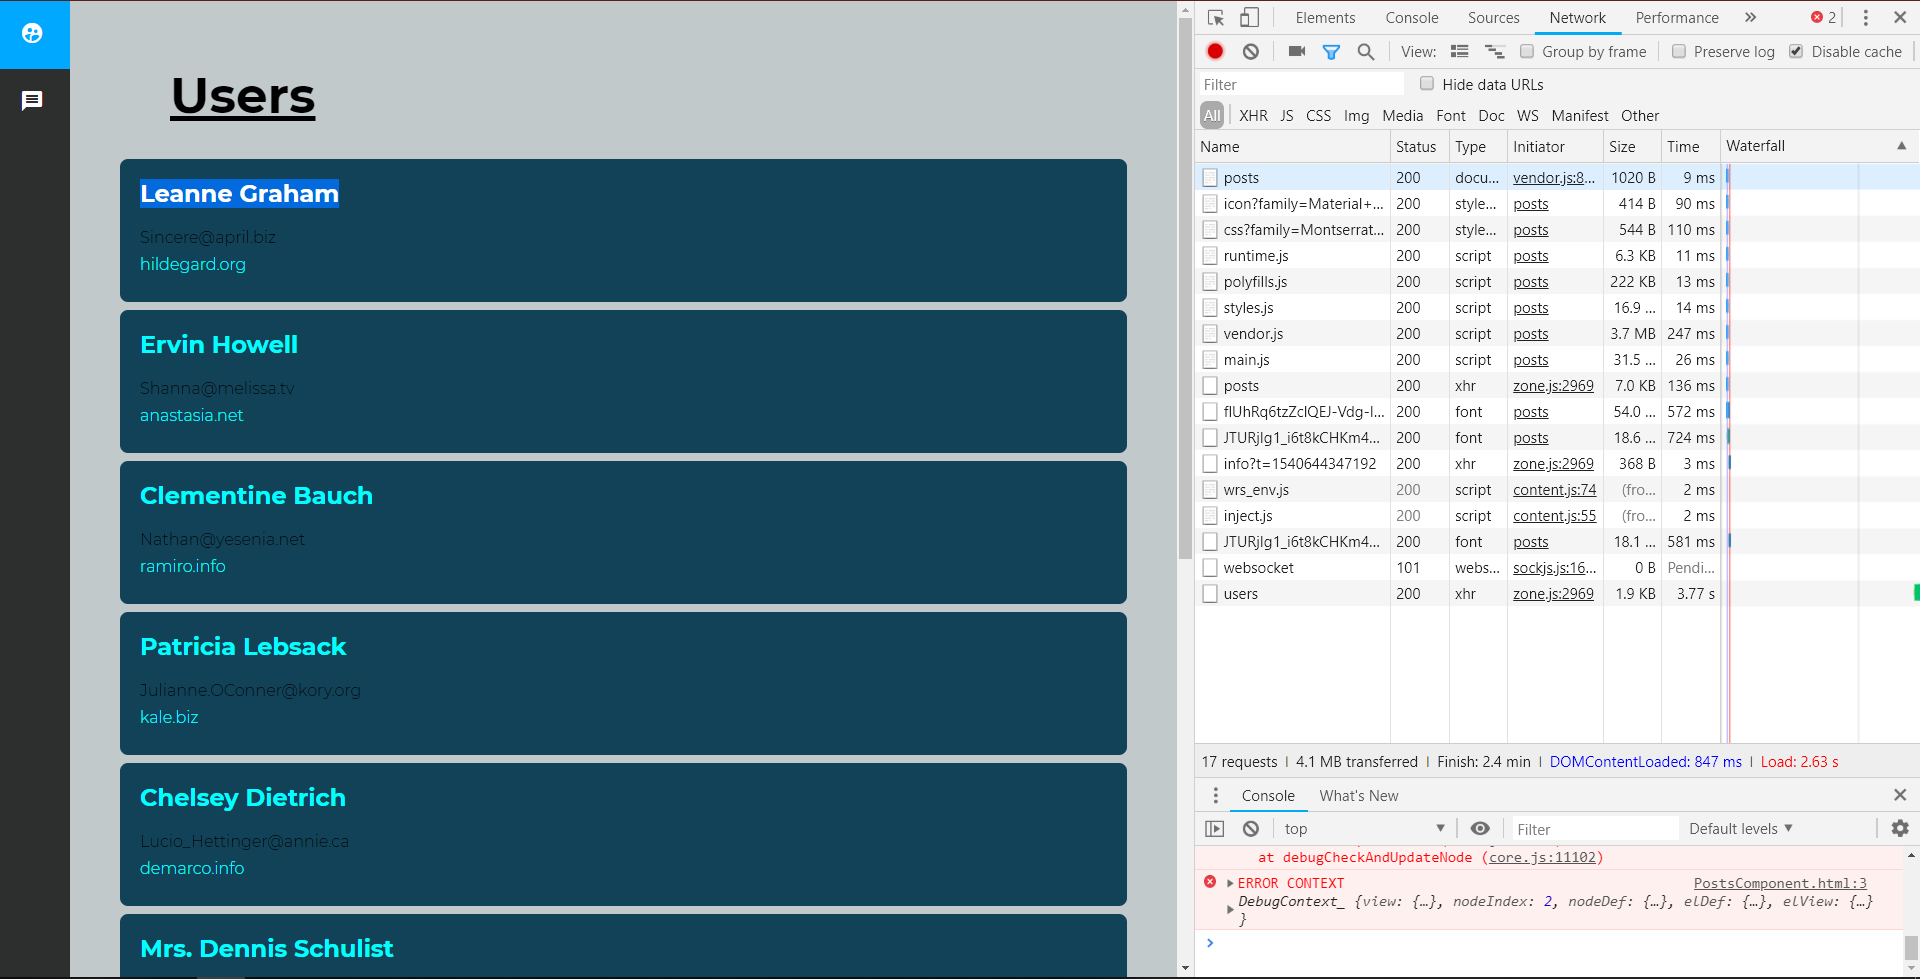 Users
Leanne Graham
Sincere@april.biz
hildegard.org
Ervin Howell
Shanna@melissa.tv
anastasia.net
Clementine Bauch
Nathan@yesenia.net
ramiro.info
Patricia Lebsack
Julianne.OConner@kory.org
kale.biz
Chelsey Dietrich
Lucio_Hettinger@annie.ca
demarco.info
Mrs. Dennis Schulist
Elements Console Sources Network Performance » 2
View: Group by frame Preserve log Disable cache
Filter Hide data URLs
All XHR JS CSS Img Media Font Doc WS Manifest Other
Name Status Type Initiator Size Time Waterfall
posts 200 docu... vendor.js:8... 1020 B 9 ms
icon?family=Material+... 200 style... posts 414 B 90 ms
css?family=Montserrat... 200 style... posts 544 B 110 ms
runtime.js 200 script posts 6.3 KB 11 ms
polyfills.js 200 script posts 222 KB 13 ms
styles.js 200 script posts 16.9 ... 14 ms
vendor.js 200 script posts 3.7 MB 247 ms
main.js 200 script posts 31.5 ... 26 ms
posts 200 xhr zone.js:2969 7.0 KB 136 ms
flUhRq6tzZclQEJ-Vdg-I... 200 font posts 54.0 ... 572 ms
JTURjIg1_i6t8kCHKm4... 200 font posts 18.6 ... 724 ms
info?t=1540644347192 200 xhr zone.js:2969 368 B 3 ms
wrs_env.js 200 script content.js:74 (fro... 2 ms
inject.js 200 script content.js:55 (fro... 2 ms
JTURjIg1_i6t8kCHKm4... 200 font posts 18.1 ... 581 ms
websocket 101 webs... sockjs.js:16... 0 B Pendi...
users 200 xhr zone.js:2969 1.9 KB 3.77 s
17 requests | 4.1 MB transferred | Finish: 2.4 min | DOMContentLoaded: 847 ms | Load: 2.63 s
Console What's New
top Filter Default levels
at debugCheckAndUpdateNode (core.js:11102)
ERROR CONTEXT PostsComponent.html:3
DebugContext_ {view: {…}, nodeIndex: 2, nodeDef: {…}, elDef: {…}, elView: {…}
}